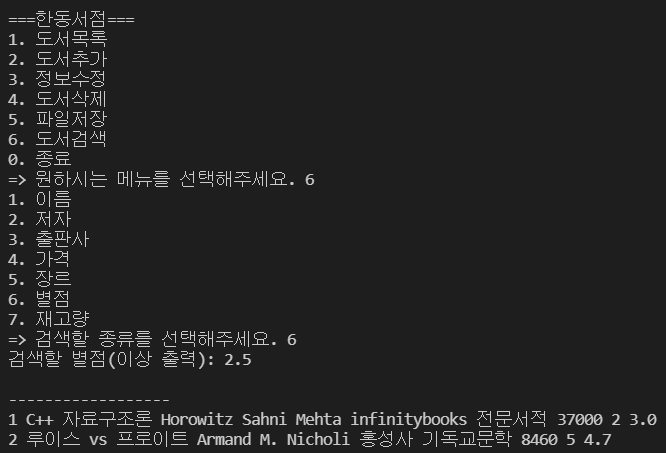 ===한동서점===
1. 도서목록
2. 도서추가
3. 정보수정
4. 도서삭제
5. 파일저장
6. 도서검색
0. 종료
=> 원하시는 메뉴를 선택해주세요. 6
1. 이름
2. 저자
3. 출판사
4. 가격
5. 장르
6. 별점
7. 재고량
=> 검색할 종류를 선택해주세요. 6
검색할 별점(이상 출력): 2.5
------------------
1 C++ 자료구조론 Horowitz Sahni Mehta infinitybooks 전문서적 37000 2 3.0
2 루이스 vs 프로이트 Armand M. Nicholi 홍성사 기독교문학 8460 5 4.7